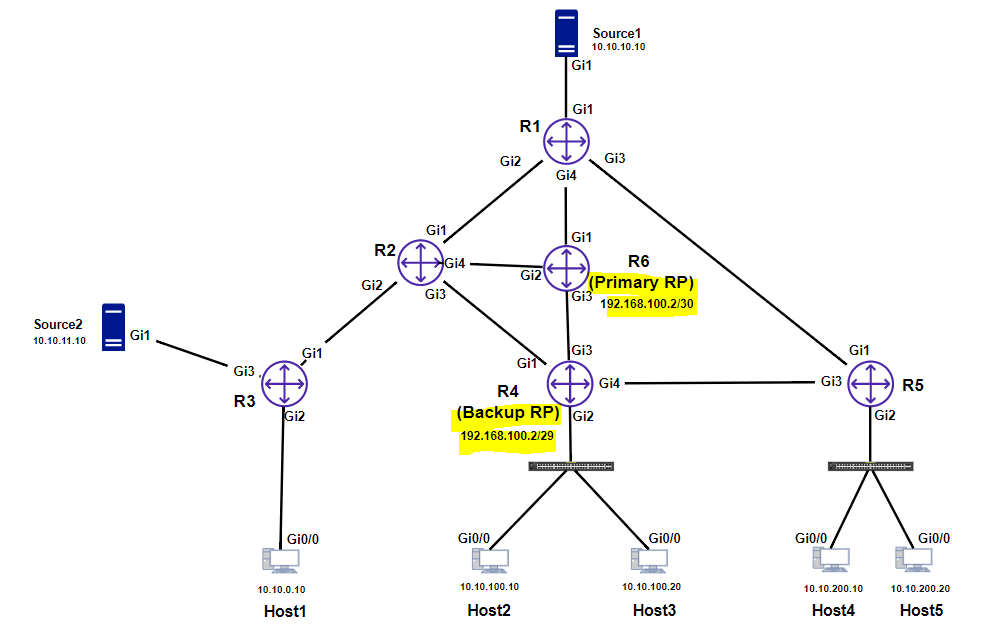 Source1
10.10.10.10
Gi1
Gi1
R1
Gi2
Gi3
Gi4
Gi1
Gi1
R2
Gi4
Gi2
R6
(Primary RP)
192.168.100.2/30
Gi2
Gi3
Gi3
Source2
10.10.11.10
Gi1
Gi1
Gi3
R3
Gi2
Gi3
Gi1
Gi4
R4
(Backup RP)
192.168.100.2/29
Gi2
Gi1
Gi3
R5
Gi2
Gi0/0
10.10.0.10
Host1
Gi0/0
10.10.100.10
Host2
Gi0/0
10.10.100.20
Host3
Gi0/0
10.10.200.10
Host4
Gi0/0
10.10.200.20
Host5